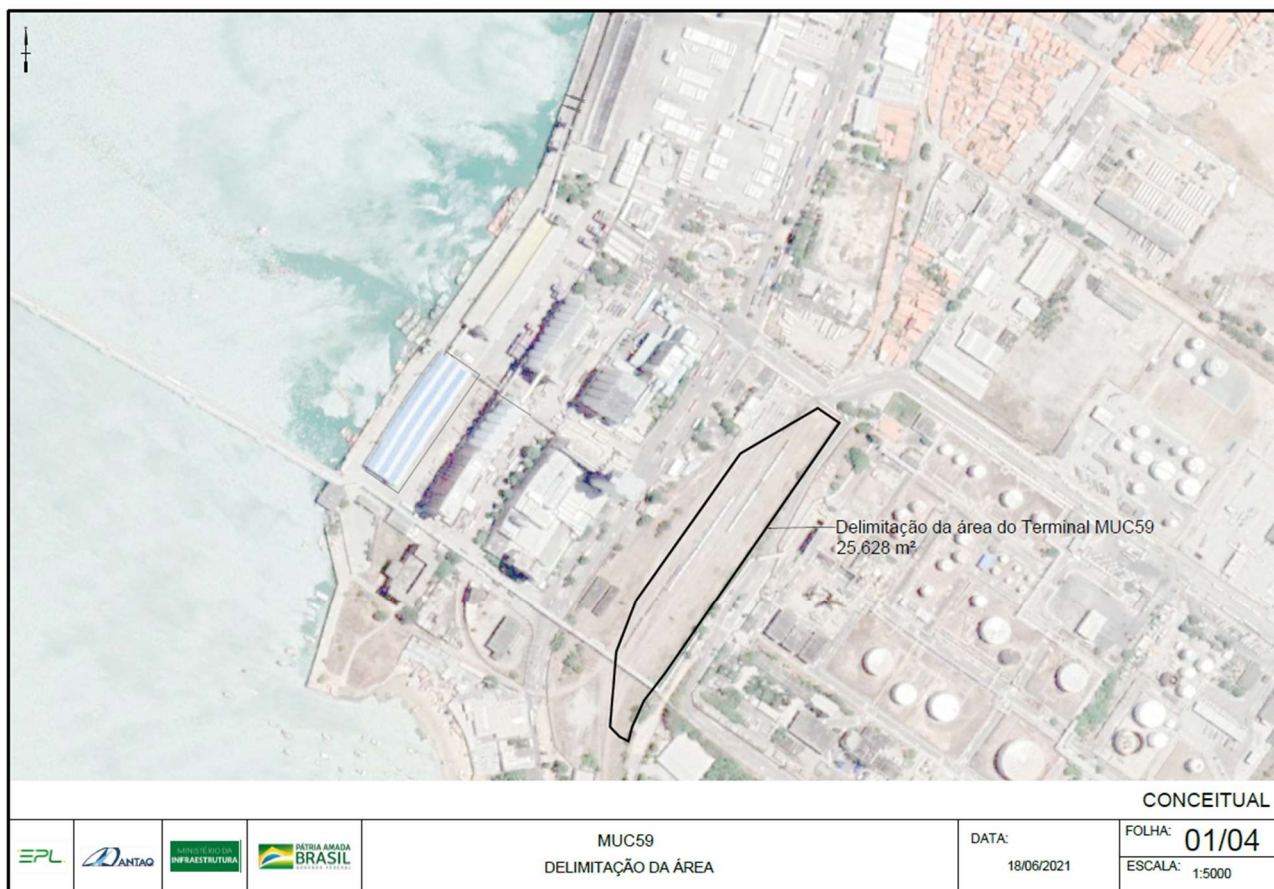 Delimitação da área do Terminal MUC59
25.628 m²
CONCEITUAL
EPL
ANTAQ
MINISTÉRIO DA
INFRAESTRUTURA
PÁTRIA AMADA
BRASIL
GOVERNO FEDERAL
MUC59
DELIMITAÇÃO DA ÁREA
DATA:
18/06/2021
FOLHA: 01/04
ESCALA: 1:5000